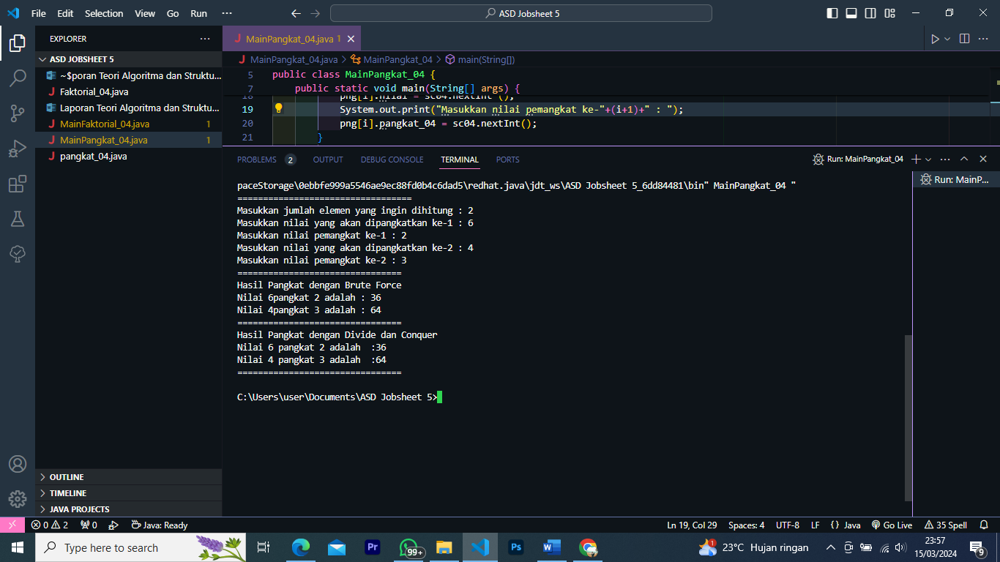 File Edit Selection View Go Run ··· ASD Jobsheet 5
EXPLORER ···
ASD JOBSHEET 5
~$poran Teori Algoritma dan Struktu...
Faktorial_04.java
Laporan Teori Algoritma dan Struktu...
MainFaktorial_04.java 1
MainPangkat_04.java 1
pangkat_04.java
OUTLINE
TIMELINE
JAVA PROJECTS
MainPangkat_04.java 1
MainPangkat_04.java > MainPangkat_04 > main(String[])
5 public class MainPangkat_04 {
7 public static void main(String[] args) {
18 png[i].nilai = sc04.nextInt ();
19 System.out.print("Masukkan nilai pemangkat ke-"+(i+1)+" : ");
20 png[i].pangkat_04 = sc04.nextInt();
21 }
PROBLEMS 2 OUTPUT DEBUG CONSOLE TERMINAL PORTS Run: MainPangkat_04
Run: MainP...
paceStorage\0ebbfe999a5546ae9ec88fd0b4c6dad5\redhat.java\jdt_ws\ASD Jobsheet 5_6dd84481\bin" MainPangkat_04 "
==================================
Masukkan jumlah elemen yang ingin dihitung : 2
Masukkan nilai yang akan dipangkatkan ke-1 : 6
Masukkan nilai pemangkat ke-1 : 2
Masukkan nilai yang akan dipangkatkan ke-2 : 4
Masukkan nilai pemangkat ke-2 : 3
================================
Hasil Pangkat dengan Brute Force
Nilai 6pangkat 2 adalah : 36
Nilai 4pangkat 3 adalah : 64
================================
Hasil Pangkat dengan Divide dan Conquer
Nilai 6 pangkat 2 adalah  :36
Nilai 4 pangkat 3 adalah  :64
================================
C:\Users\user\Documents\ASD Jobsheet 5>
0 2 0 Java: Ready Ln 19, Col 29 Spaces: 4 UTF-8 LF {} Java Go Live 35 Spell
Type here to search Pr 99+ Ps 1 23°C Hujan ringan 23:57
15/03/2024 9